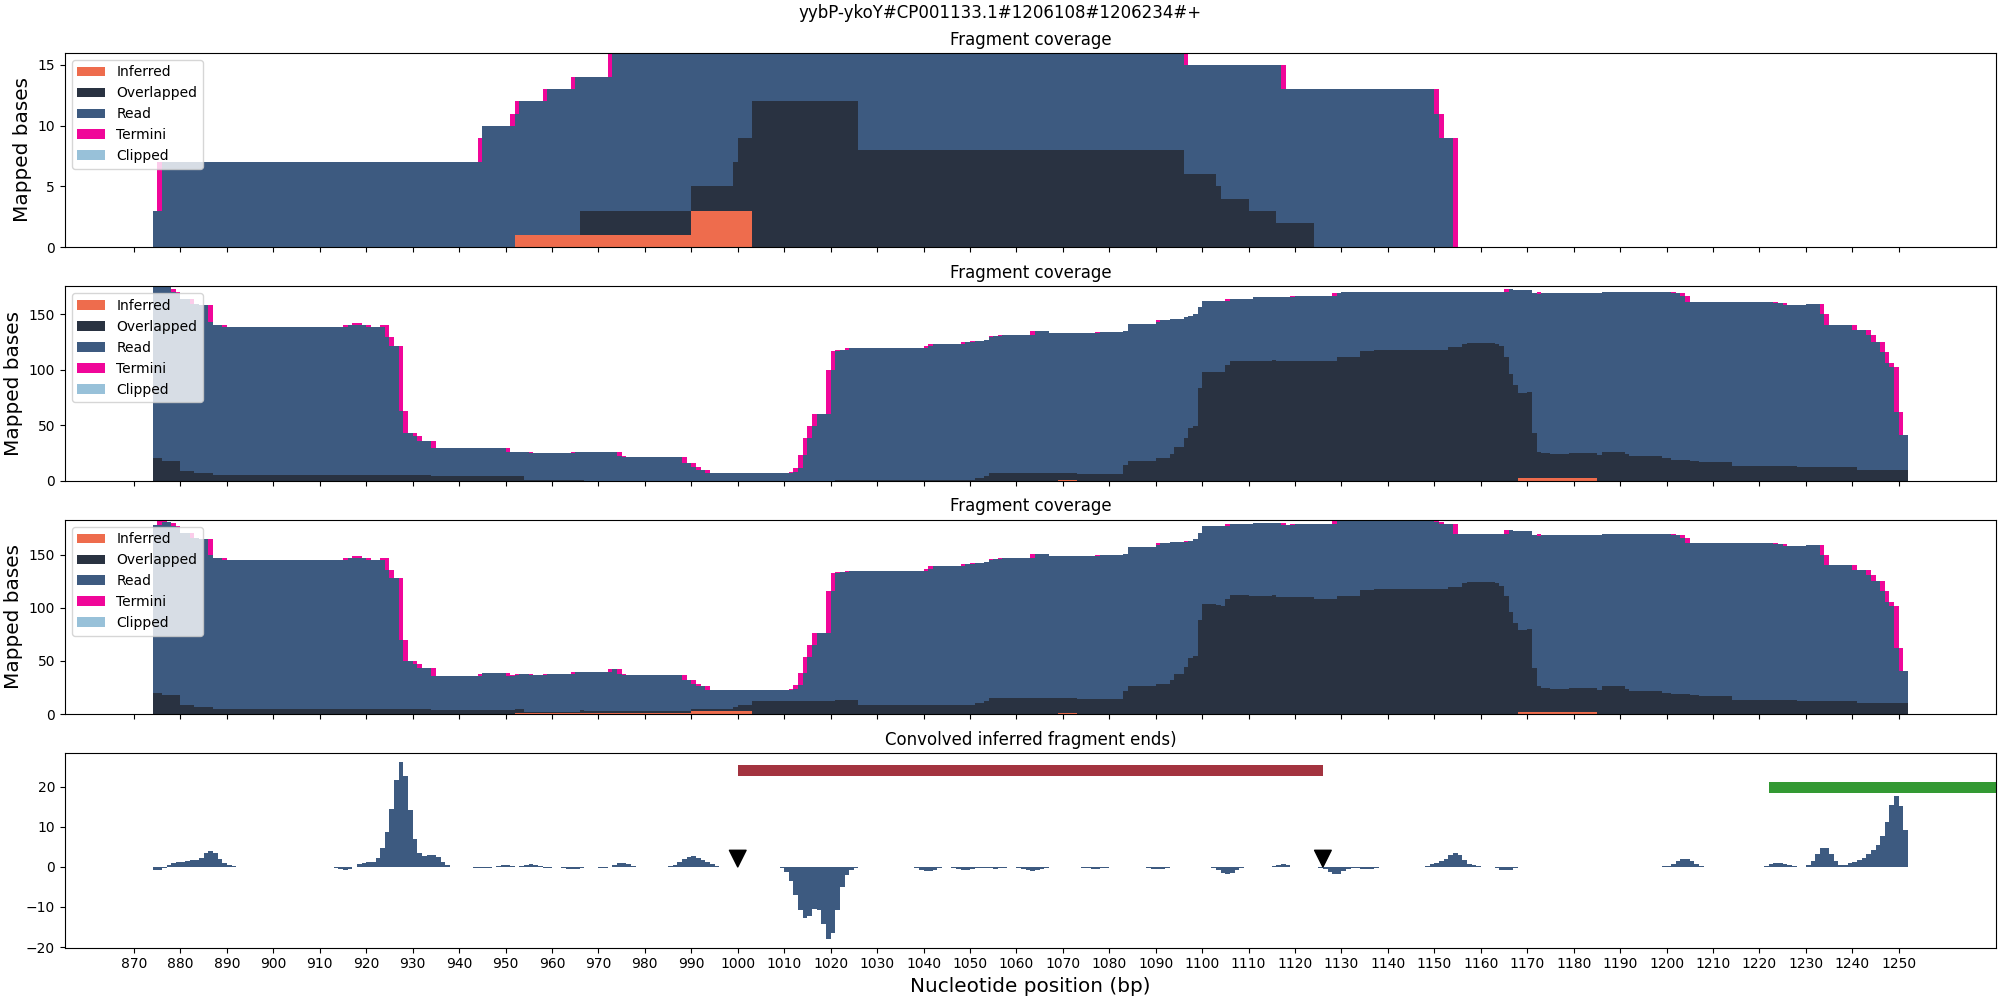 yybP-ykoY#CP001133.1#1206108#1206234#+
Fragment coverage
Mapped bases
15
10
5
0
Inferred
Overlapped
Read
Termini
Clipped
Fragment coverage
Mapped bases
150
100
50
0
Inferred
Overlapped
Read
Termini
Clipped
Fragment coverage
Mapped bases
150
100
50
0
Inferred
Overlapped
Read
Termini
Clipped
Convolved inferred fragment ends)
20
10
0
−10
−20
870 880 890 900 910 920 930 940 950 960 970 980 990 1000 1010 1020 1030 1040 1050 1060 1070 1080 1090 1100 1110 1120 1130 1140 1150 1160 1170 1180 1190 1200 1210 1220 1230 1240 1250
Nucleotide position (bp)